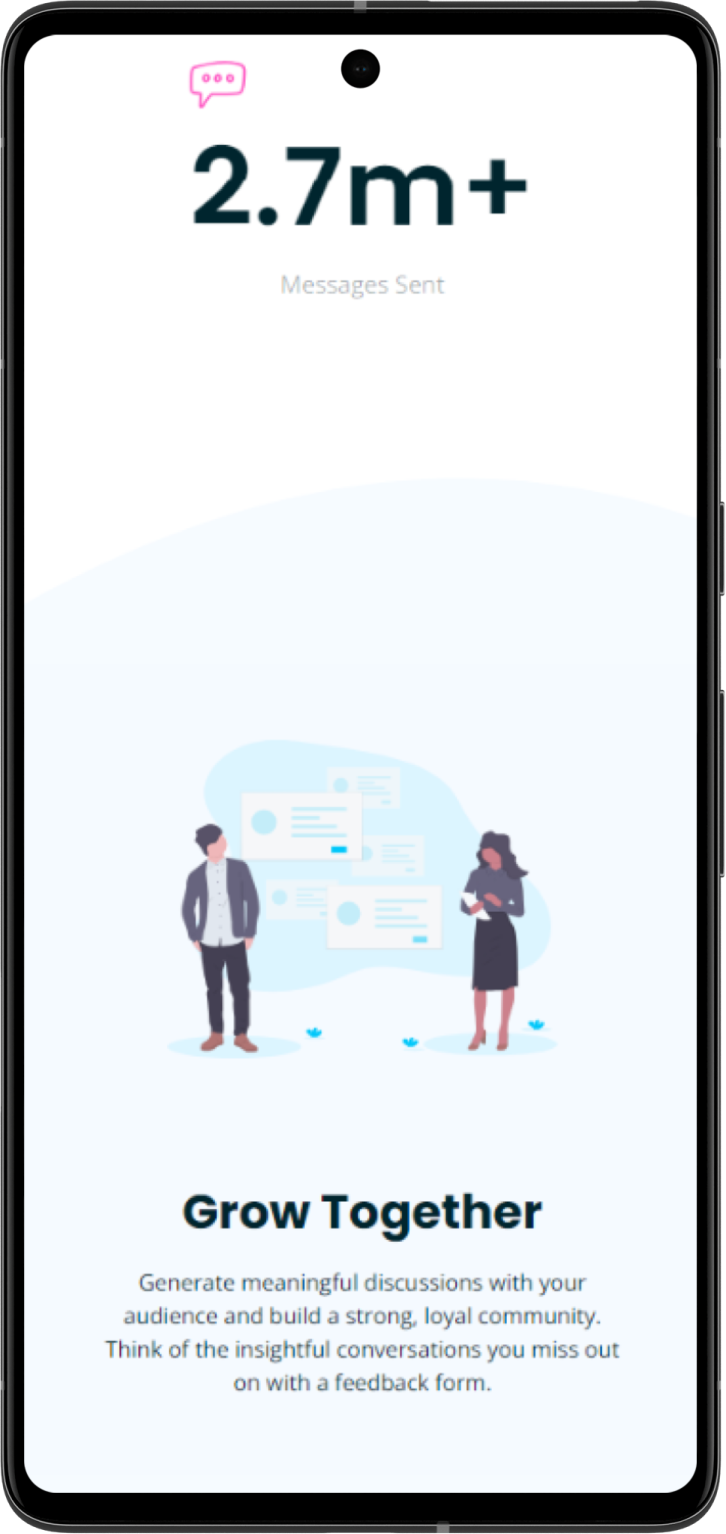 2.7m+
Messages Sent
Grow Together
Generate meaningful discussions with your
audience and build a strong, loyal community.
Think of the insightful conversations you miss out
on with a feedback form.